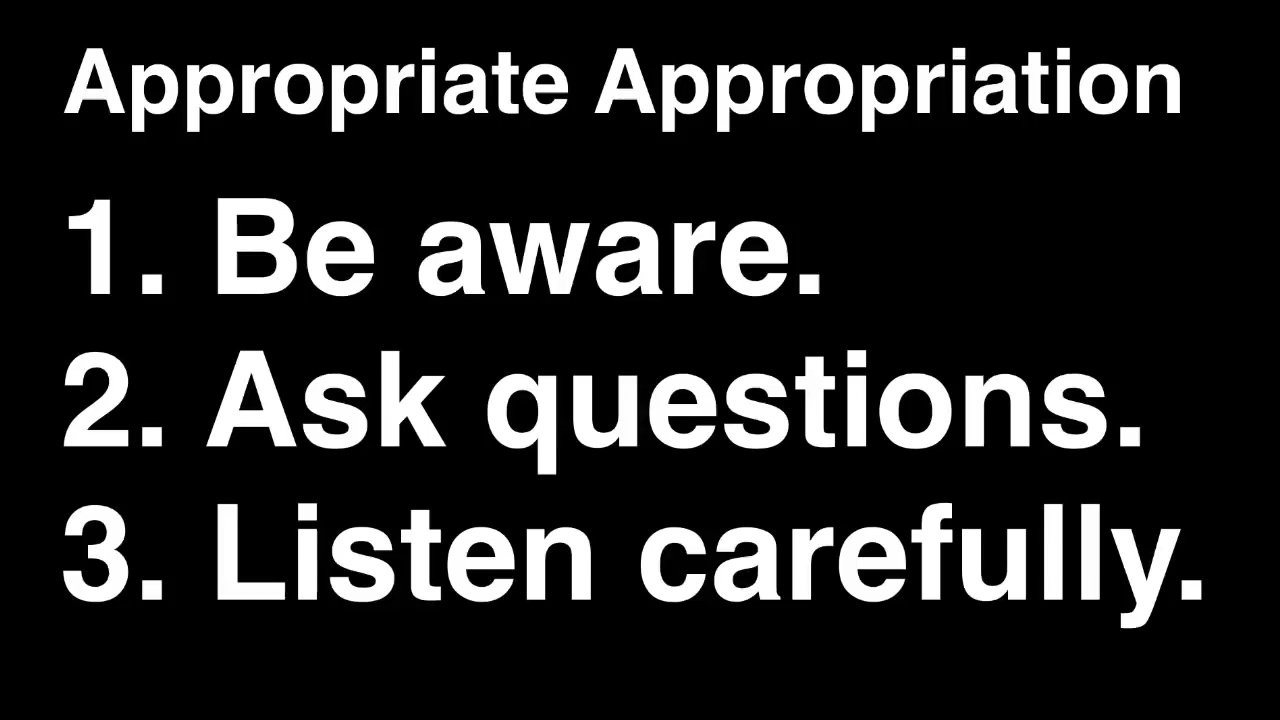 Appropriate Appropriation
1. Be aware.
2. Ask questions.
3. Listen carefully.